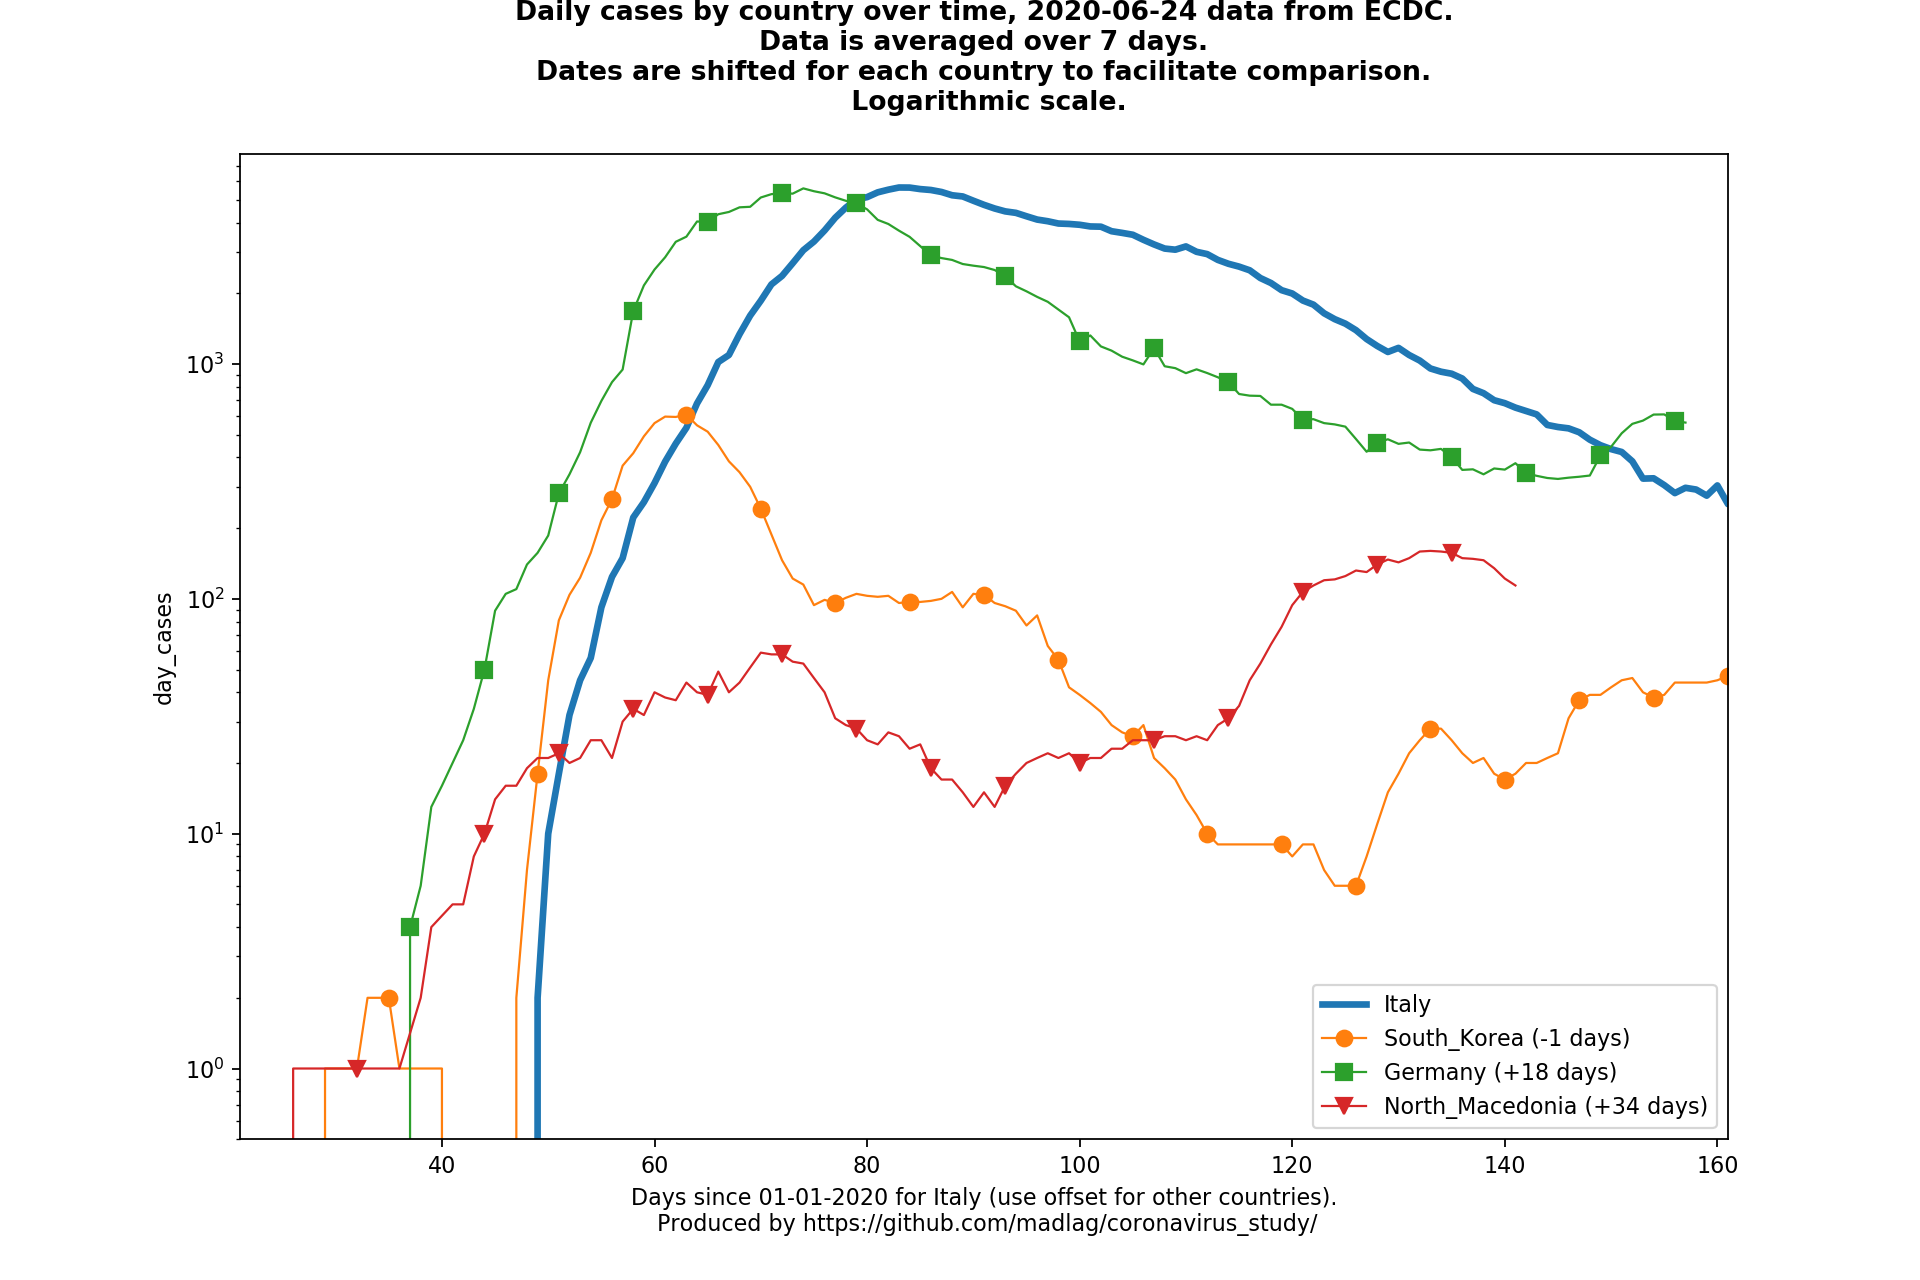 Daily cases by country over time, 2020-06-24 data from ECDC.
Data is averaged over 7 days.
Dates are shifted for each country to facilitate comparison.
Logarithmic scale.
day_cases
10³
10²
10¹
10⁰
Italy
South_Korea (-1 days)
Germany (+18 days)
North_Macedonia (+34 days)
40 60 80 100 120 140 160
Days since 01-01-2020 for Italy (use offset for other countries).
Produced by https://github.com/madlag/coronavirus_study/